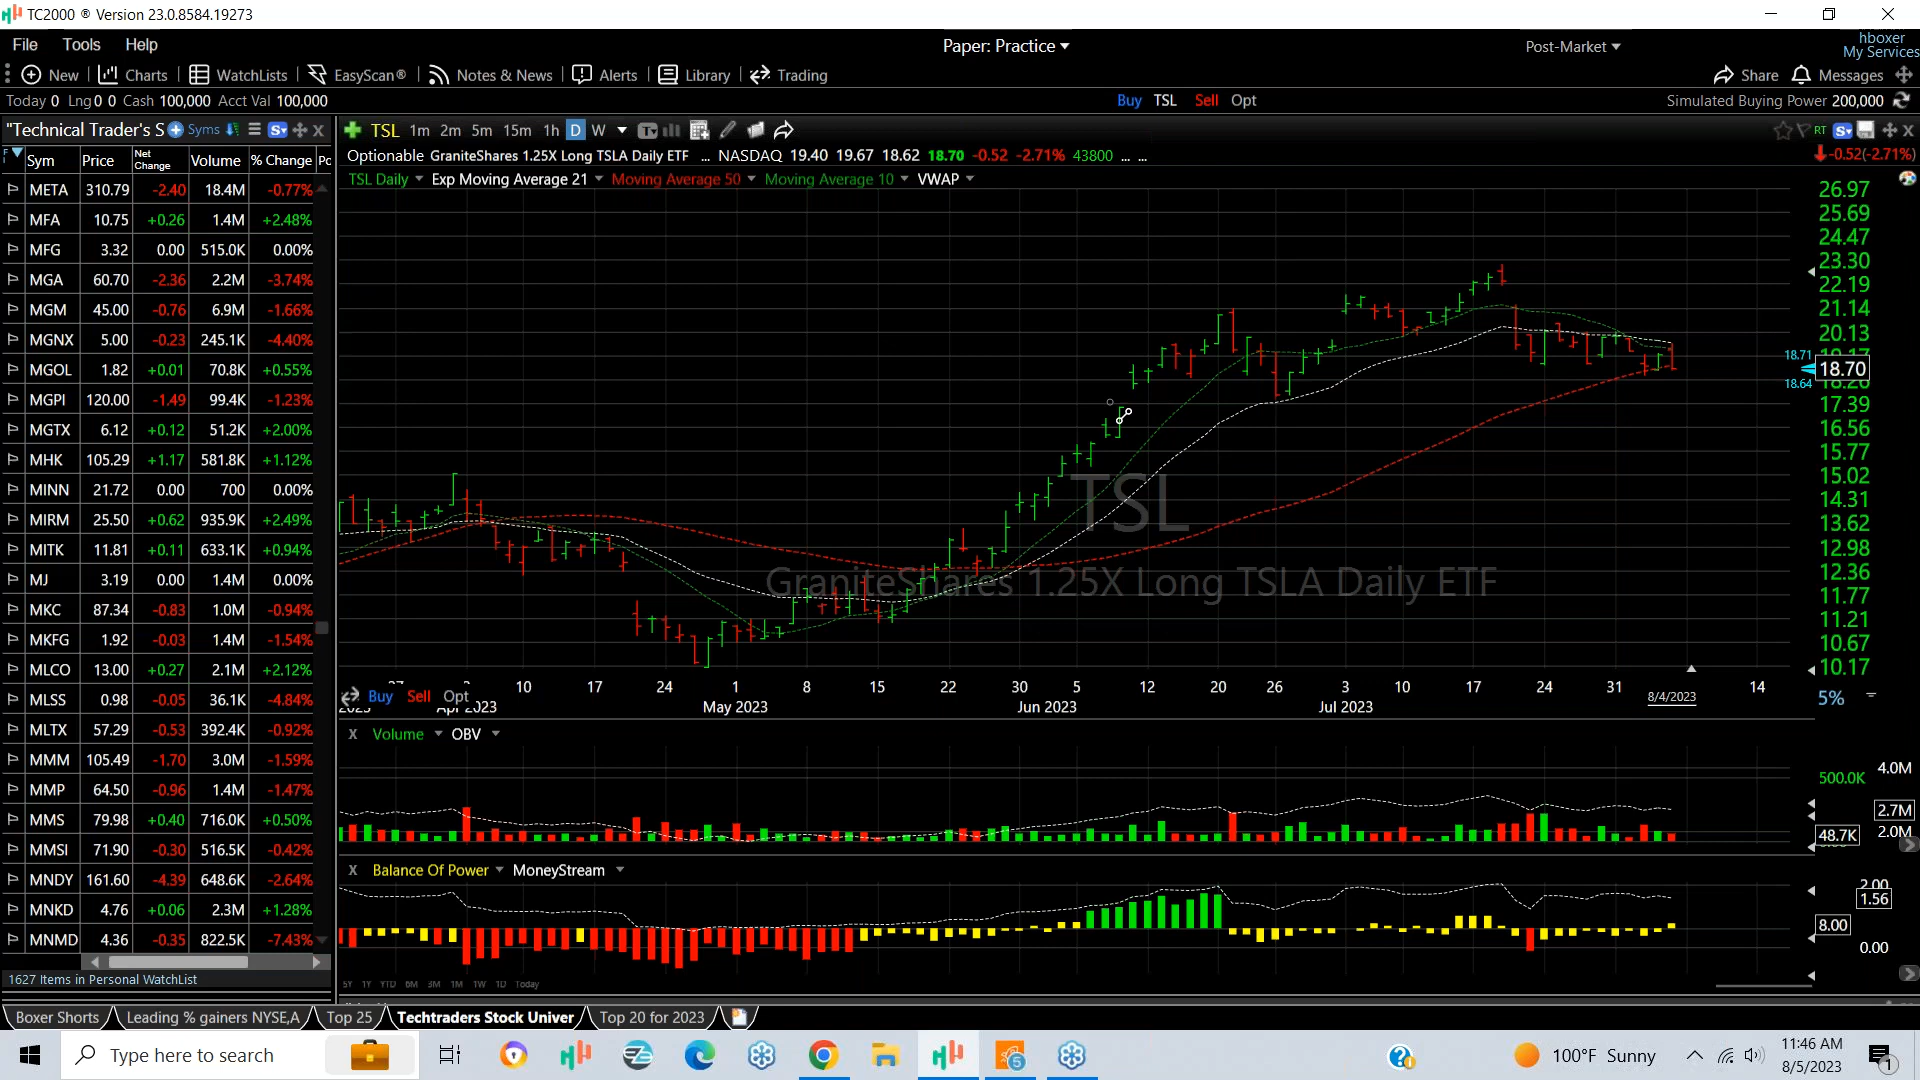 TC2000 ® Version 23.0.8584.19273
File Tools Help
Paper: Practice
Post-Market
hboxer
My Services
New Charts WatchLists EasyScan® Notes & News Alerts Library Trading
Share Messages
Today 0 Lng 0 0 Cash 100,000 Acct Val 100,000
Buy TSL Sell Opt
Simulated Buying Power 200,000
"Technical Trader's S Syms
TSL 1m 2m 5m 15m 1h D W
RT
Sym Price Net Change Volume % Change Pc
Optionable GraniteShares 1.25X Long TSLA Daily ETF ... NASDAQ 19.40 19.67 18.62 18.70 -0.52 -2.71% 43800 ... ...
-0.52(-2.71%)
TSL Daily Exp Moving Average 21 Moving Average 50 Moving Average 10 VWAP
META 310.79 -2.40 18.4M -0.77%
MFA 10.75 +0.26 1.4M +2.48%
MFG 3.32 0.00 515.0K 0.00%
MGA 60.70 -2.36 2.2M -3.74%
MGM 45.00 -0.76 6.9M -1.66%
MGNX 5.00 -0.23 245.1K -4.40%
MGOL 1.82 +0.01 70.8K +0.55%
MGPI 120.00 -1.49 99.4K -1.23%
MGTX 6.12 +0.12 51.2K +2.00%
MHK 105.29 +1.17 581.8K +1.12%
MINN 21.72 0.00 700 0.00%
MIRM 25.50 +0.62 935.9K +2.49%
MITK 11.81 +0.11 633.1K +0.94%
MJ 3.19 0.00 1.4M 0.00%
MKC 87.34 -0.83 1.0M -0.94%
MKFG 1.92 -0.03 1.4M -1.54%
MLCO 13.00 +0.27 2.1M +2.12%
MLSS 0.98 -0.05 36.1K -4.84%
MLTX 57.29 -0.53 392.4K -0.92%
MMM 105.49 -1.70 3.0M -1.59%
MMP 64.50 -0.96 1.4M -1.47%
MMS 79.98 +0.40 716.0K +0.50%
MMSI 71.90 -0.30 516.5K -0.42%
MNDY 161.60 -4.39 648.6K -2.64%
MNKD 4.76 +0.06 2.3M +1.28%
MNMD 4.36 -0.35 822.5K -7.43%
1627 Items in Personal WatchList
26.97
25.69
24.47
23.30
22.19
21.14
20.13
18.71
18.70
18.64
17.39
16.56
15.77
15.02
14.31
13.62
12.98
12.36
11.77
11.21
10.67
10.17
TSL
GraniteShares 1.25X Long TSLA Daily ETF
10 17 24 1 8 15 22 30 5 12 20 26 3 10 17 24 31 8/4/2023 14
Buy Sell Opt
Apr 2023 May 2023 Jun 2023 Jul 2023
5%
X Volume OBV
500.0K 4.0M
2.7M
48.7K 2.0M
X Balance Of Power MoneyStream
2.00
1.56
8.00
0.00
5Y 1Y YTD 6M 3M 1M 1W 1D Today
Boxer Shorts Leading % gainers NYSE,A Top 25 Techtraders Stock Univer Top 20 for 2023
Type here to search
5
100°F Sunny
11:46 AM
8/5/2023
1